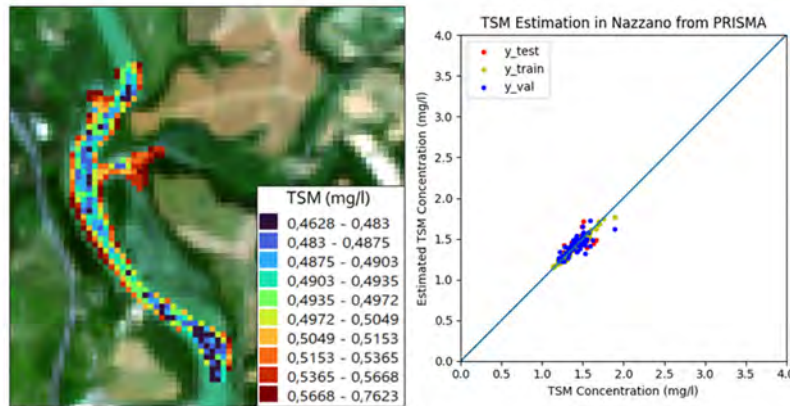 TSM (mg/l)
0,4628 - 0,483
0,483 - 0,4875
0,4875 - 0,4903
0,4903 - 0,4935
0,4935 - 0,4972
0,4972 - 0,5049
0,5049 - 0,5153
0,5153 - 0,5365
0,5365 - 0,5668
0,5668 - 0,7623
TSM Estimation in Nazzano from PRISMA
y_test
y_train
y_val
Estimated TSM Concentration (mg/l)
4.0
3.5
3.0
2.5
2.0
1.5
1.0
0.5
0.0
0.0 0.5 1.0 1.5 2.0 2.5 3.0 3.5 4.0
TSM Concentration (mg/l)